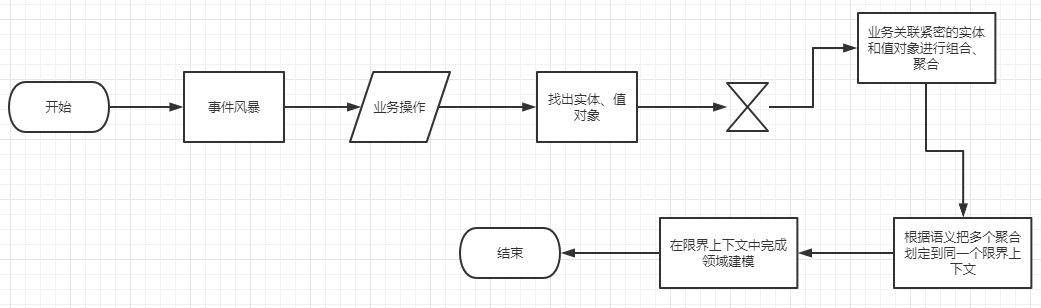 开始
事件风暴
业务操作
找出实体、值
对象
业务关联紧密的实体
和值对象进行组合、
聚合
根据语义把多个聚合
划定到同一个限界上
下文
在限界上下文中完成
领域建模
结束